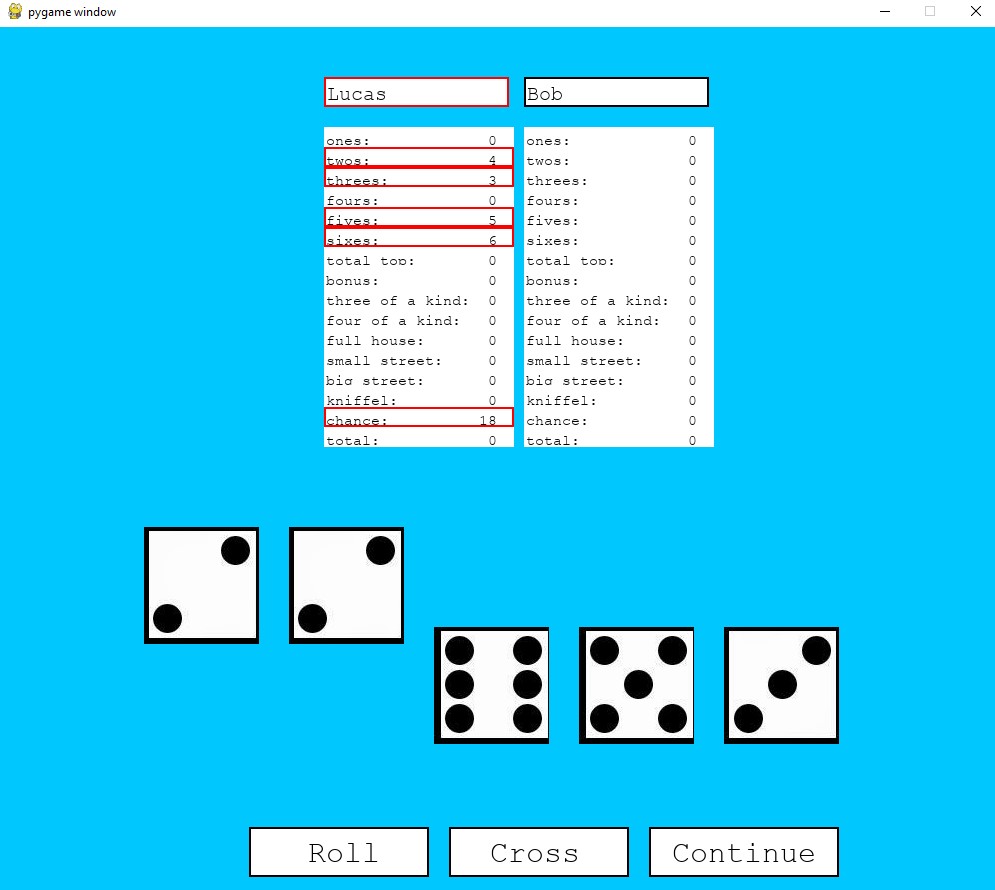 pygame window
Lucas Bob
ones: 0 ones: 0
twos: 4 twos: 0
threes: 3 threes: 0
fours: 0 fours: 0
fives: 5 fives: 0
sixes: 6 sixes: 0
total top: 0 total top: 0
bonus: 0 bonus: 0
three of a kind: 0 three of a kind: 0
four of a kind: 0 four of a kind: 0
full house: 0 full house: 0
small street: 0 small street: 0
big street: 0 big street: 0
kniffel: 0 kniffel: 0
chance: 18 chance: 0
total: 0 total: 0
Roll Cross Continue